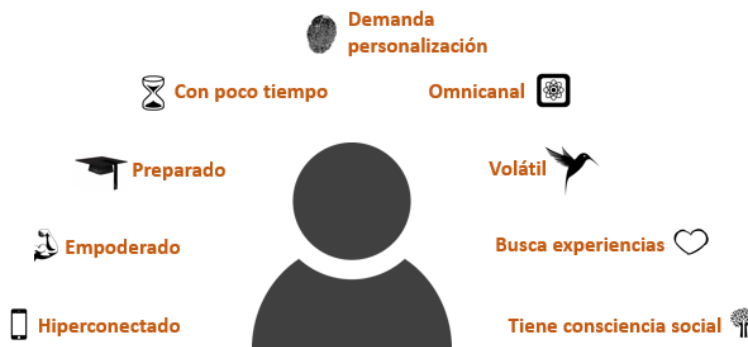 Demanda
personalización
Con poco tiempo
Omnicanal
Preparado
Volátil
Empoderado
Busca experiencias
Hiperconectado
Tiene consciencia social